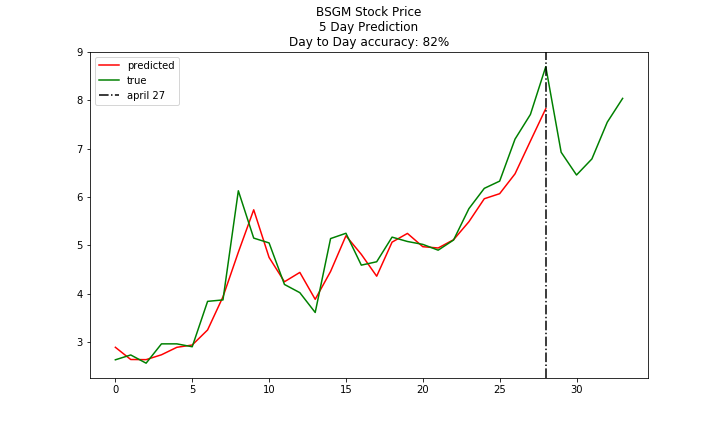 BSGM Stock Price
5 Day Prediction
Day to Day accuracy: 82%
predicted
true
april 27
9
8
7
6
5
4
3
0 5 10 15 20 25 30